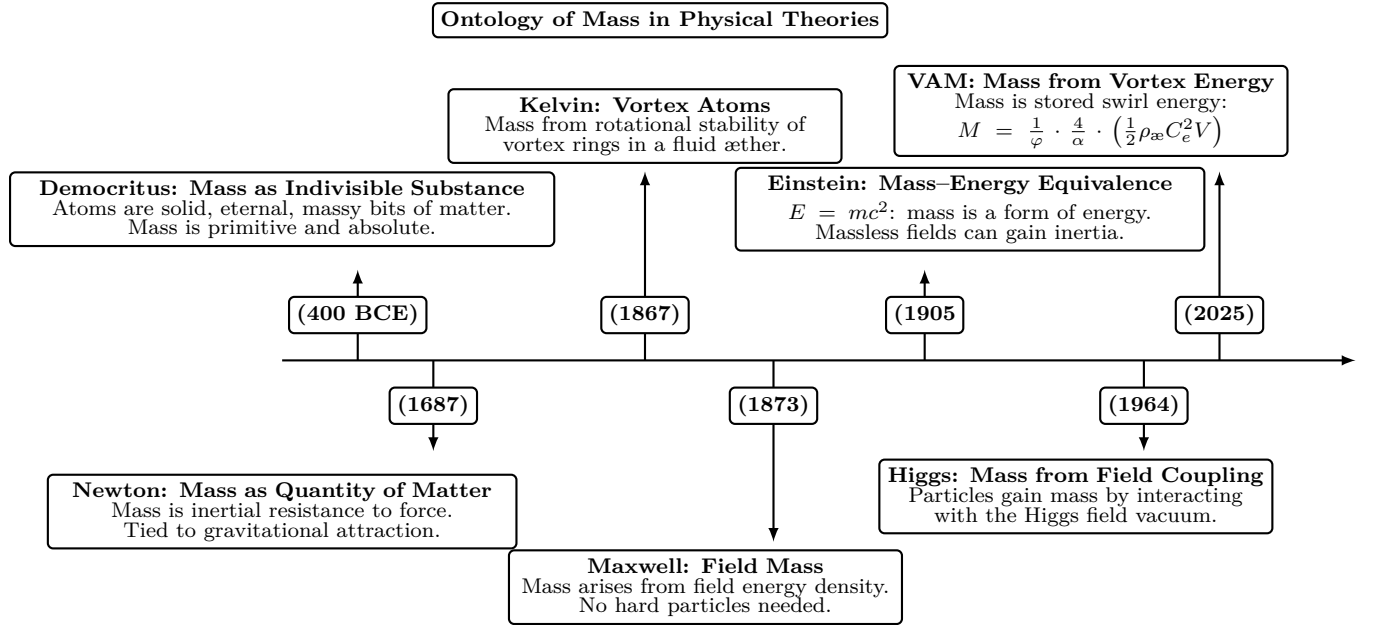 Ontology of Mass in Physical Theories
VAM: Mass from Vortex Energy
Mass is stored swirl energy:
M = 1/φ · 4/α · (1/2 ρ_æ C_e^2 V)
Kelvin: Vortex Atoms
Mass from rotational stability of
vortex rings in a fluid æther.
Democritus: Mass as Indivisible Substance
Atoms are solid, eternal, massy bits of matter.
Mass is primitive and absolute.
Einstein: Mass–Energy Equivalence
E = mc²: mass is a form of energy.
Massless fields can gain inertia.
(400 BCE)
(1867)
(1905
(2025)
(1687)
(1873)
(1964)
Newton: Mass as Quantity of Matter
Mass is inertial resistance to force.
Tied to gravitational attraction.
Higgs: Mass from Field Coupling
Particles gain mass by interacting
with the Higgs field vacuum.
Maxwell: Field Mass
Mass arises from field energy density.
No hard particles needed.